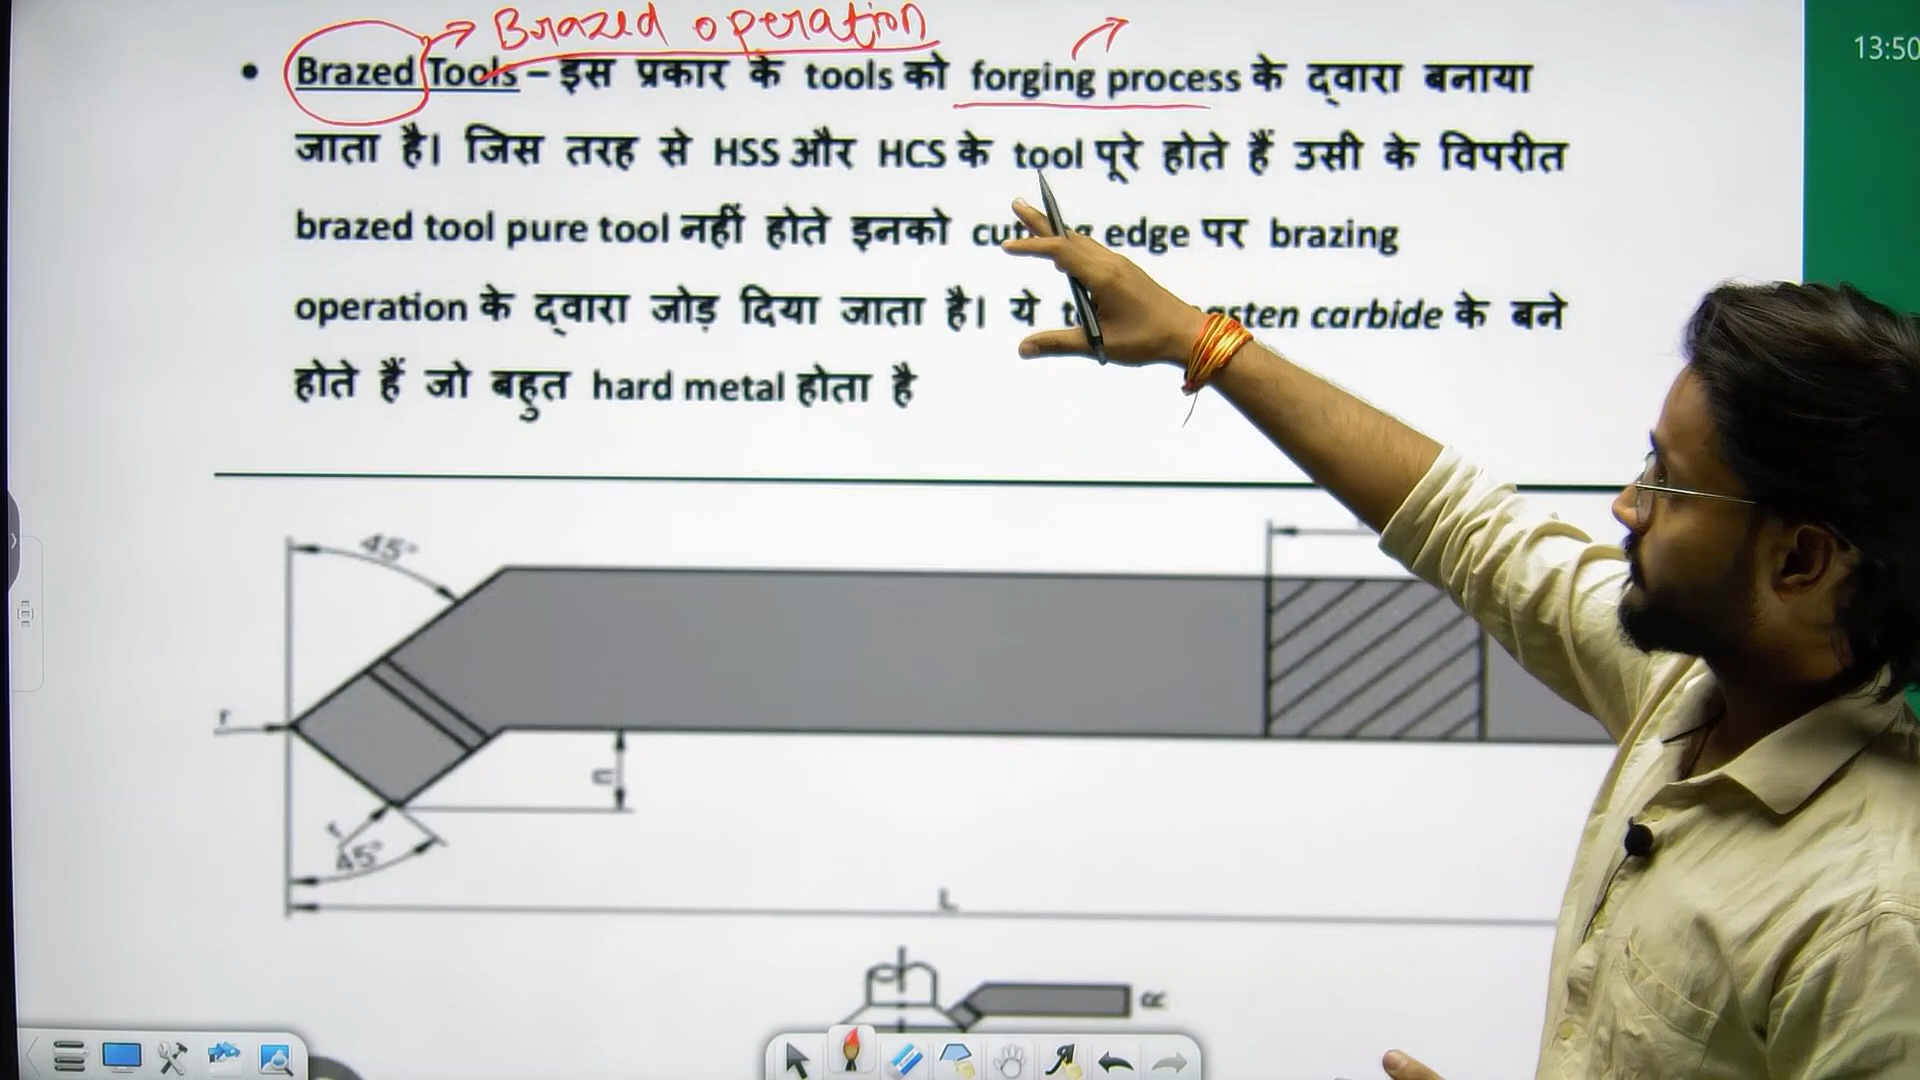 Brazed operation
13:50
• Brazed Tools – इस प्रकार के tools को forging process के द्वारा बनाया
जाता है। जिस तरह से HSS और HCS के tool पूरे होते हैं उसी के विपरीत
brazed tool pure tool नहीं होते इनको edge पर brazing
operation के द्वारा जोड़ दिया जाता है। ये carbide के बने
होते हैं जो बहुत hard metal होता है
45°
r
n
r
45°
L
R